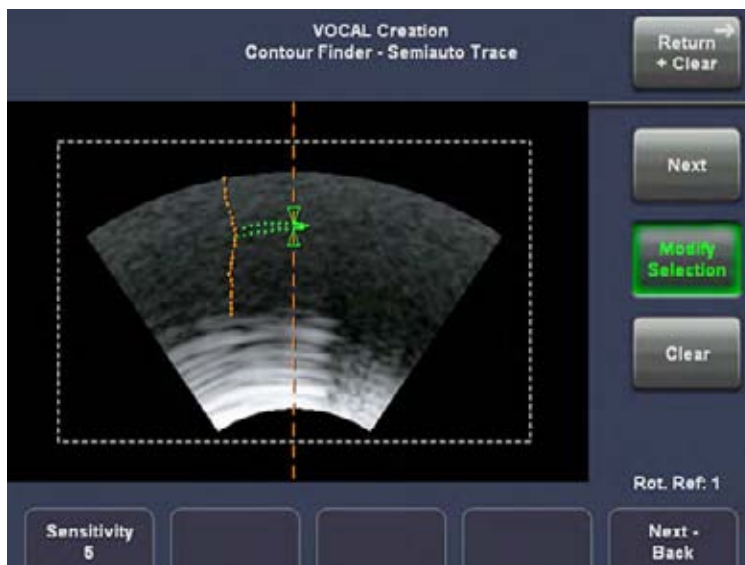 VOCAL Creation
Contour Finder - Semiauto Trace
Return
+ Clear
Next
Modify
Selection
Clear
Rot. Ref: 1
Sensitivity
5
Next -
Back